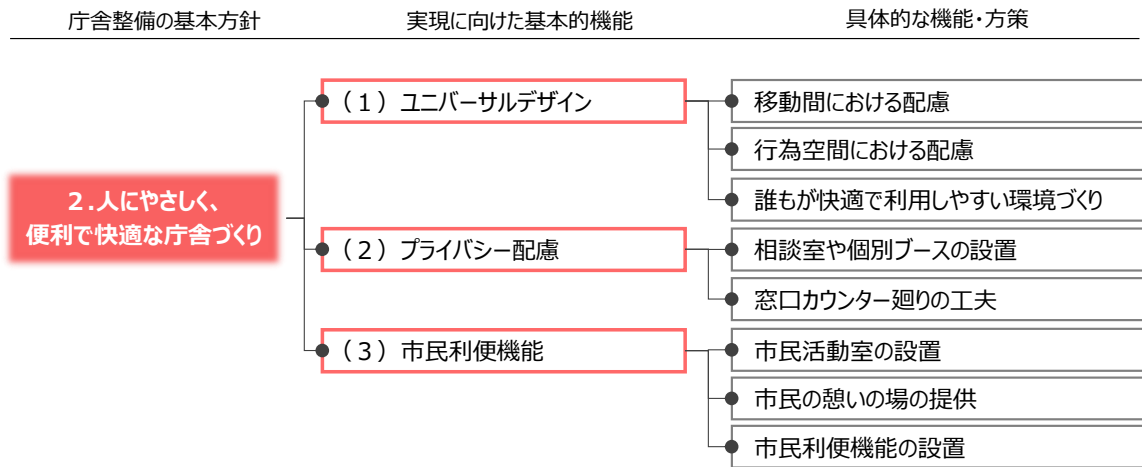 庁舎整備の基本方針
実現に向けた基本的機能
具体的な機能・方策
２.人にやさしく、
便利で快適な庁舎づくり
（１）ユニバーサルデザイン
移動間における配慮
行為空間における配慮
誰もが快適で利用しやすい環境づくり
（２）プライバシー配慮
相談室や個別ブースの設置
窓口カウンター廻りの工夫
（３）市民利便機能
市民活動室の設置
市民の憩いの場の提供
市民利便機能の設置